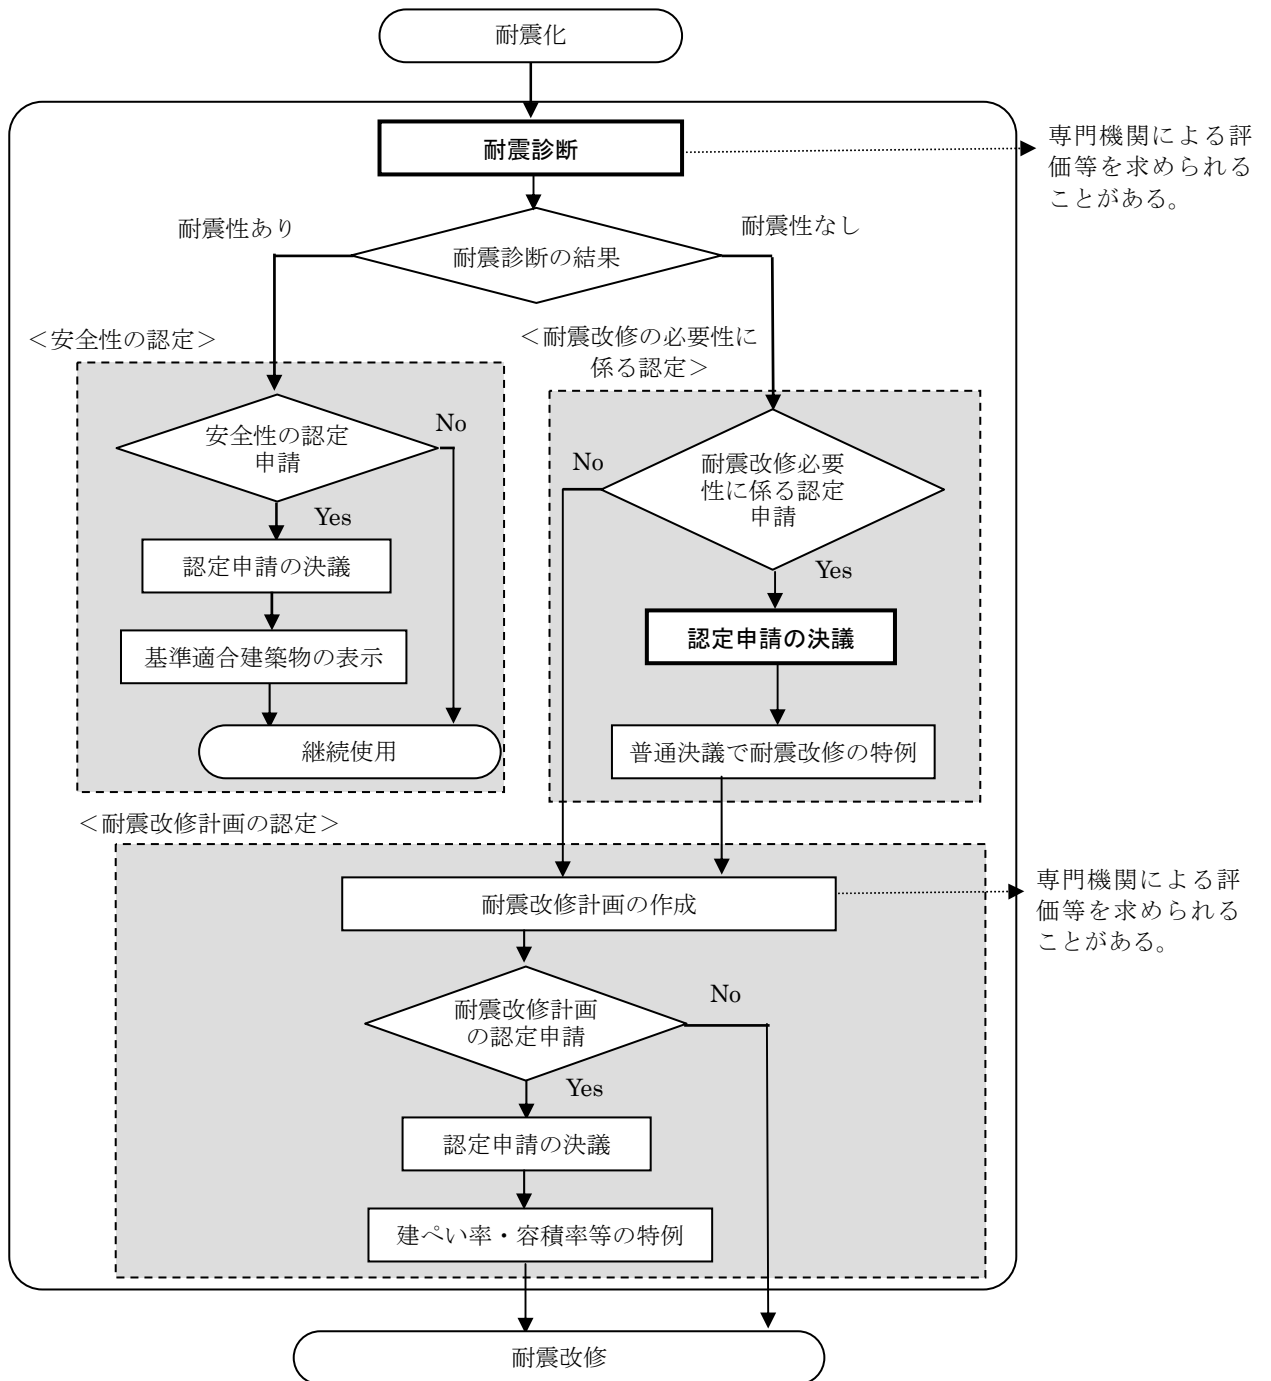 耐震化
耐震診断
専門機関による評
価等を求められる
ことがある。
耐震性あり
耐震性なし
耐震診断の結果
＜安全性の認定＞
＜耐震改修の必要性に
係る認定＞
安全性の認定
申請
No
Yes
認定申請の決議
基準適合建築物の表示
継続使用
No
耐震改修必要
性に係る認定
申請
Yes
認定申請の決議
普通決議で耐震改修の特例
＜耐震改修計画の認定＞
耐震改修計画の作成
専門機関による評
価等を求められる
ことがある。
耐震改修計画
の認定申請
No
Yes
認定申請の決議
建ぺい率・容積率等の特例
耐震改修